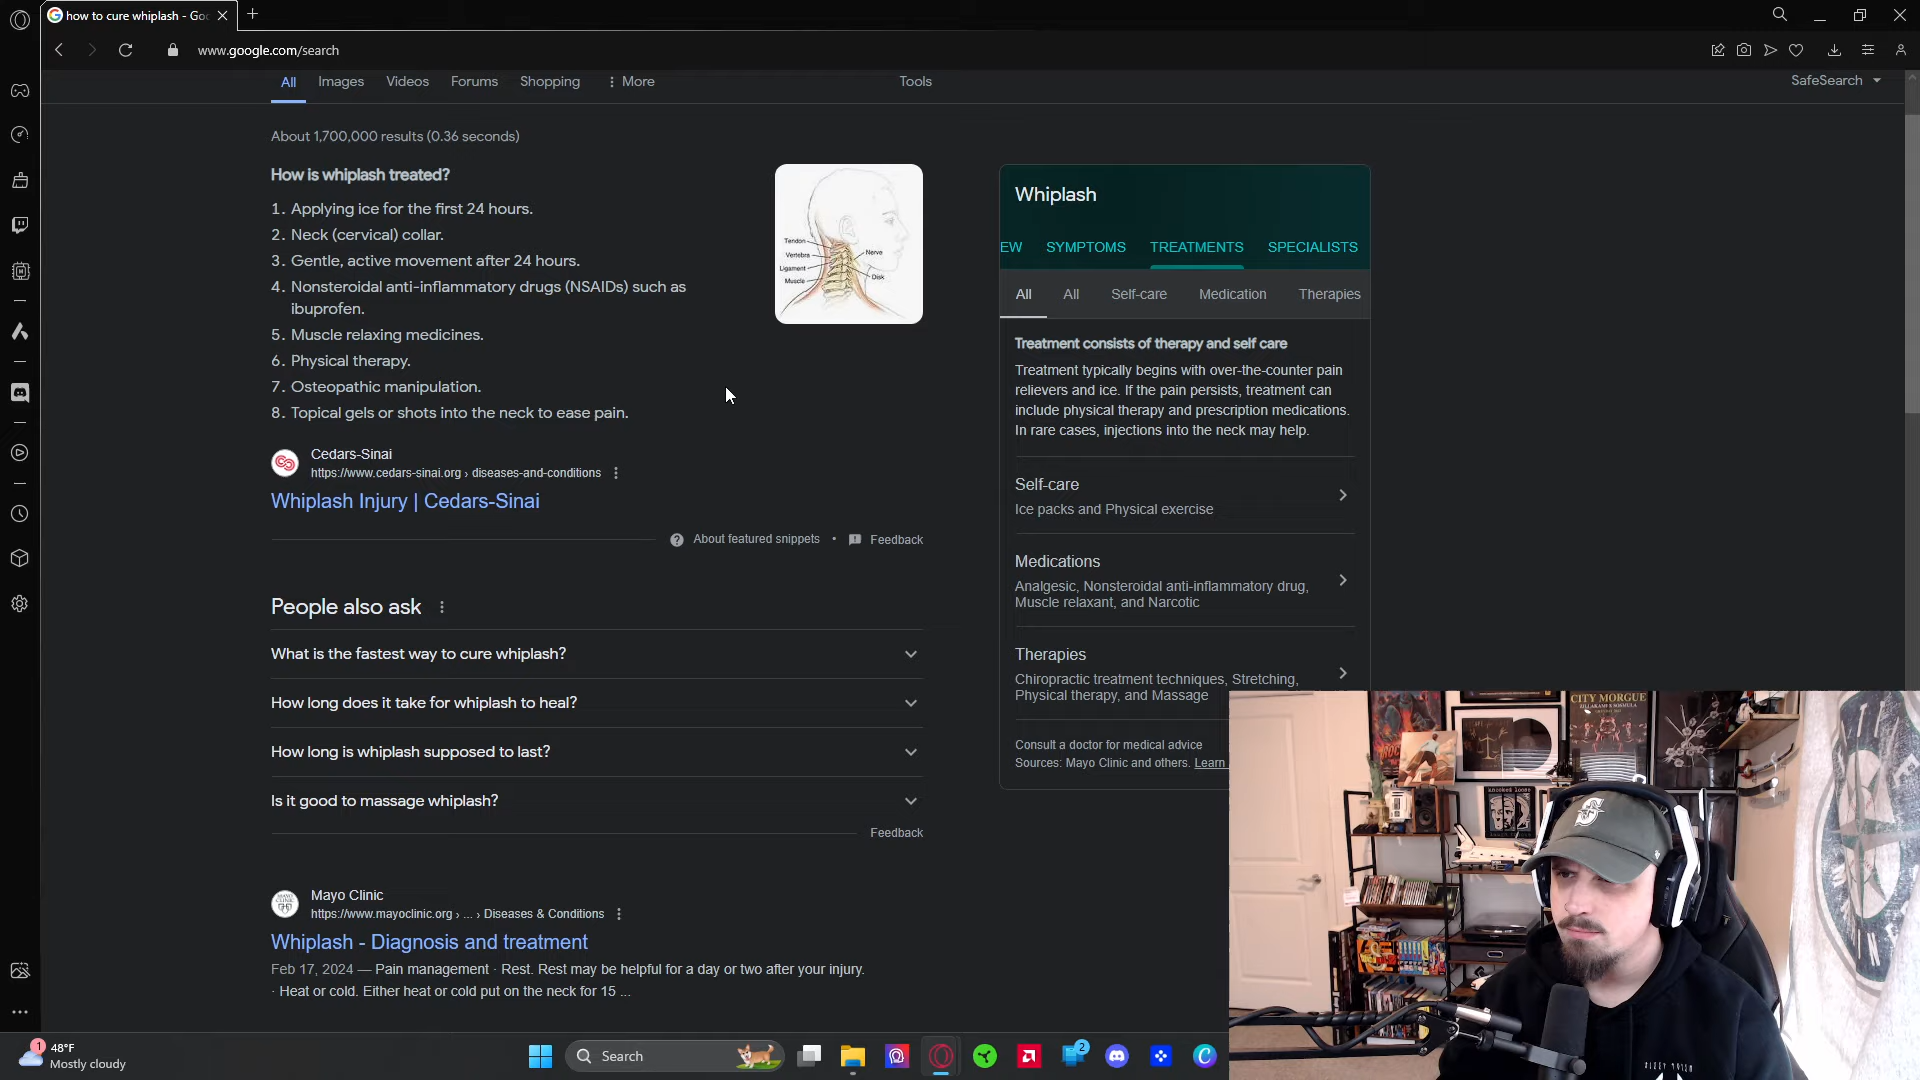 how to cure whiplash - Goo
www.google.com/search
All
Images
Videos
Forums
Shopping
More
Tools
SafeSearch
About 1,700,000 results (0.36 seconds)
How is whiplash treated?
1. Applying ice for the first 24 hours.
2. Neck (cervical) collar.
3. Gentle, active movement after 24 hours.
4. Nonsteroidal anti-inflammatory drugs (NSAIDs) such as
ibuprofen.
5. Muscle relaxing medicines.
6. Physical therapy.
7. Osteopathic manipulation.
8. Topical gels or shots into the neck to ease pain.
Tendon
Vertebra
Ligament
Muscle
Nerve
Disk
Cedars-Sinai
https://www.cedars-sinai.org › diseases-and-conditions
Whiplash Injury | Cedars-Sinai
About featured snippets • Feedback
People also ask
What is the fastest way to cure whiplash?
How long does it take for whiplash to heal?
How long is whiplash supposed to last?
Is it good to massage whiplash?
Feedback
Mayo Clinic
https://www.mayoclinic.org › ... › Diseases & Conditions
Whiplash - Diagnosis and treatment
Feb 17, 2024 — Pain management · Rest. Rest may be helpful for a day or two after your injury.
· Heat or cold. Either heat or cold put on the neck for 15 ...
Whiplash
EW
SYMPTOMS
TREATMENTS
SPECIALISTS
All
All
Self-care
Medication
Therapies
Treatment consists of therapy and self care
Treatment typically begins with over-the-counter pain
relievers and ice. If the pain persists, treatment can
include physical therapy and prescription medications.
In rare cases, injections into the neck may help.
Self-care
Ice packs and Physical exercise
Medications
Analgesic, Nonsteroidal anti-inflammatory drug,
Muscle relaxant, and Narcotic
Therapies
Chiropractic treatment techniques, Stretching,
Physical therapy, and Massage
Consult a doctor for medical advice
Sources: Mayo Clinic and others. Learn
CITY MORGUE
knocked loose
S
1
48°F
Mostly cloudy
Search
2